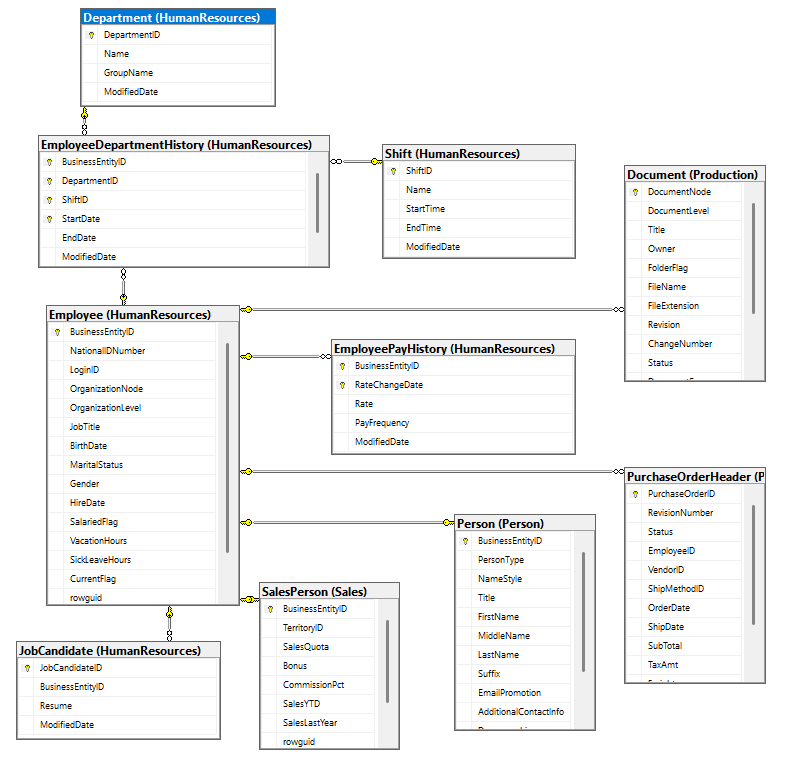 Department (HumanResources)
DepartmentID
Name
GroupName
ModifiedDate
EmployeeDepartmentHistory (HumanResources)
BusinessEntityID
DepartmentID
ShiftID
StartDate
EndDate
ModifiedDate
Shift (HumanResources)
ShiftID
Name
StartTime
EndTime
ModifiedDate
Document (Production)
DocumentNode
DocumentLevel
Title
Owner
FolderFlag
FileName
FileExtension
Revision
ChangeNumber
Status
Employee (HumanResources)
BusinessEntityID
NationalIDNumber
LoginID
OrganizationNode
OrganizationLevel
JobTitle
BirthDate
MaritalStatus
Gender
HireDate
SalariedFlag
VacationHours
SickLeaveHours
CurrentFlag
rowguid
EmployeePayHistory (HumanResources)
BusinessEntityID
RateChangeDate
Rate
PayFrequency
ModifiedDate
PurchaseOrderHeader (P
PurchaseOrderID
RevisionNumber
Status
EmployeeID
VendorID
ShipMethodID
OrderDate
ShipDate
SubTotal
TaxAmt
Person (Person)
BusinessEntityID
PersonType
NameStyle
Title
FirstName
MiddleName
LastName
Suffix
EmailPromotion
AdditionalContactInfo
SalesPerson (Sales)
BusinessEntityID
TerritoryID
SalesQuota
Bonus
CommissionPct
SalesYTD
SalesLastYear
rowguid
JobCandidate (HumanResources)
JobCandidateID
BusinessEntityID
Resume
ModifiedDate